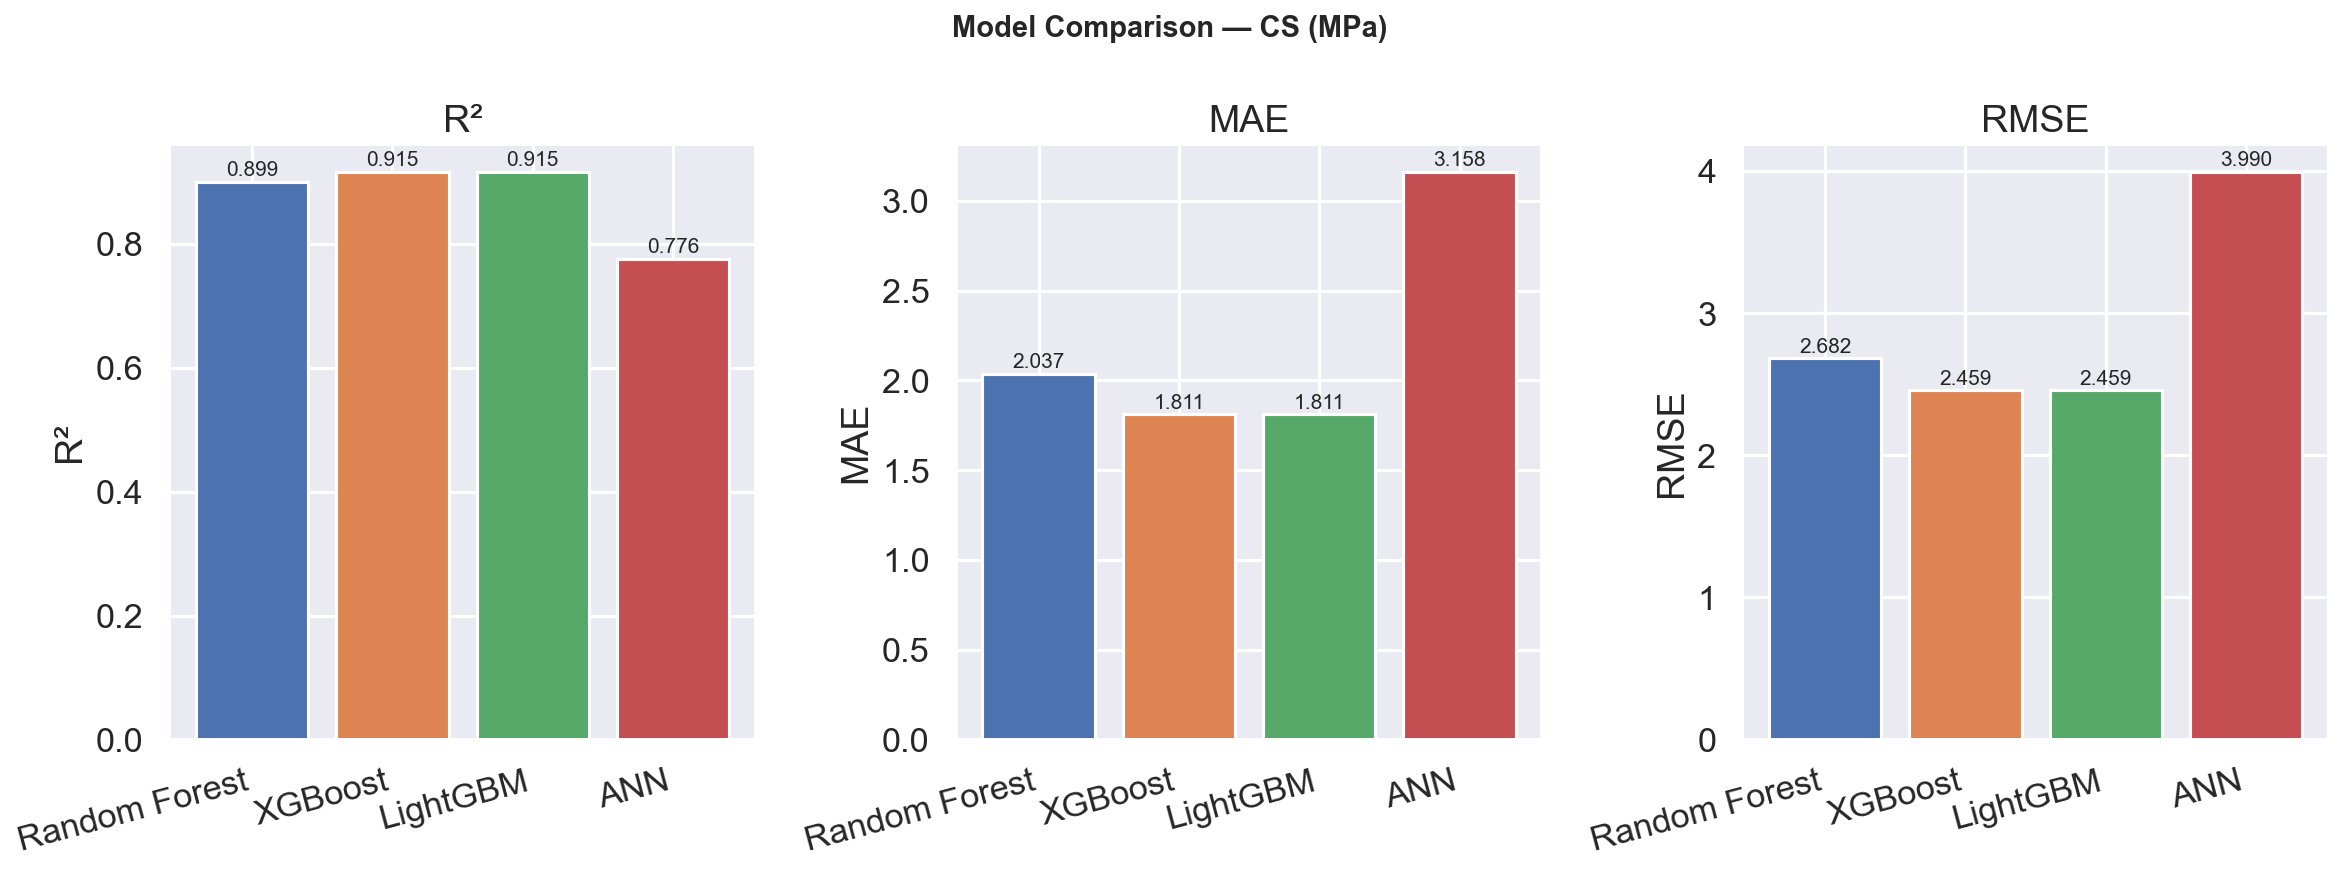 Model Comparison — CS (MPa)
R²
0.899
0.915
0.915
0.776
R²
0.8
0.6
0.4
0.2
0.0
Random Forest
XGBoost
LightGBM
ANN
MAE
2.037
1.811
1.811
3.158
MAE
3.0
2.5
2.0
1.5
1.0
0.5
0.0
Random Forest
XGBoost
LightGBM
ANN
RMSE
2.682
2.459
2.459
3.990
RMSE
4
3
2
1
0
Random Forest
XGBoost
LightGBM
ANN